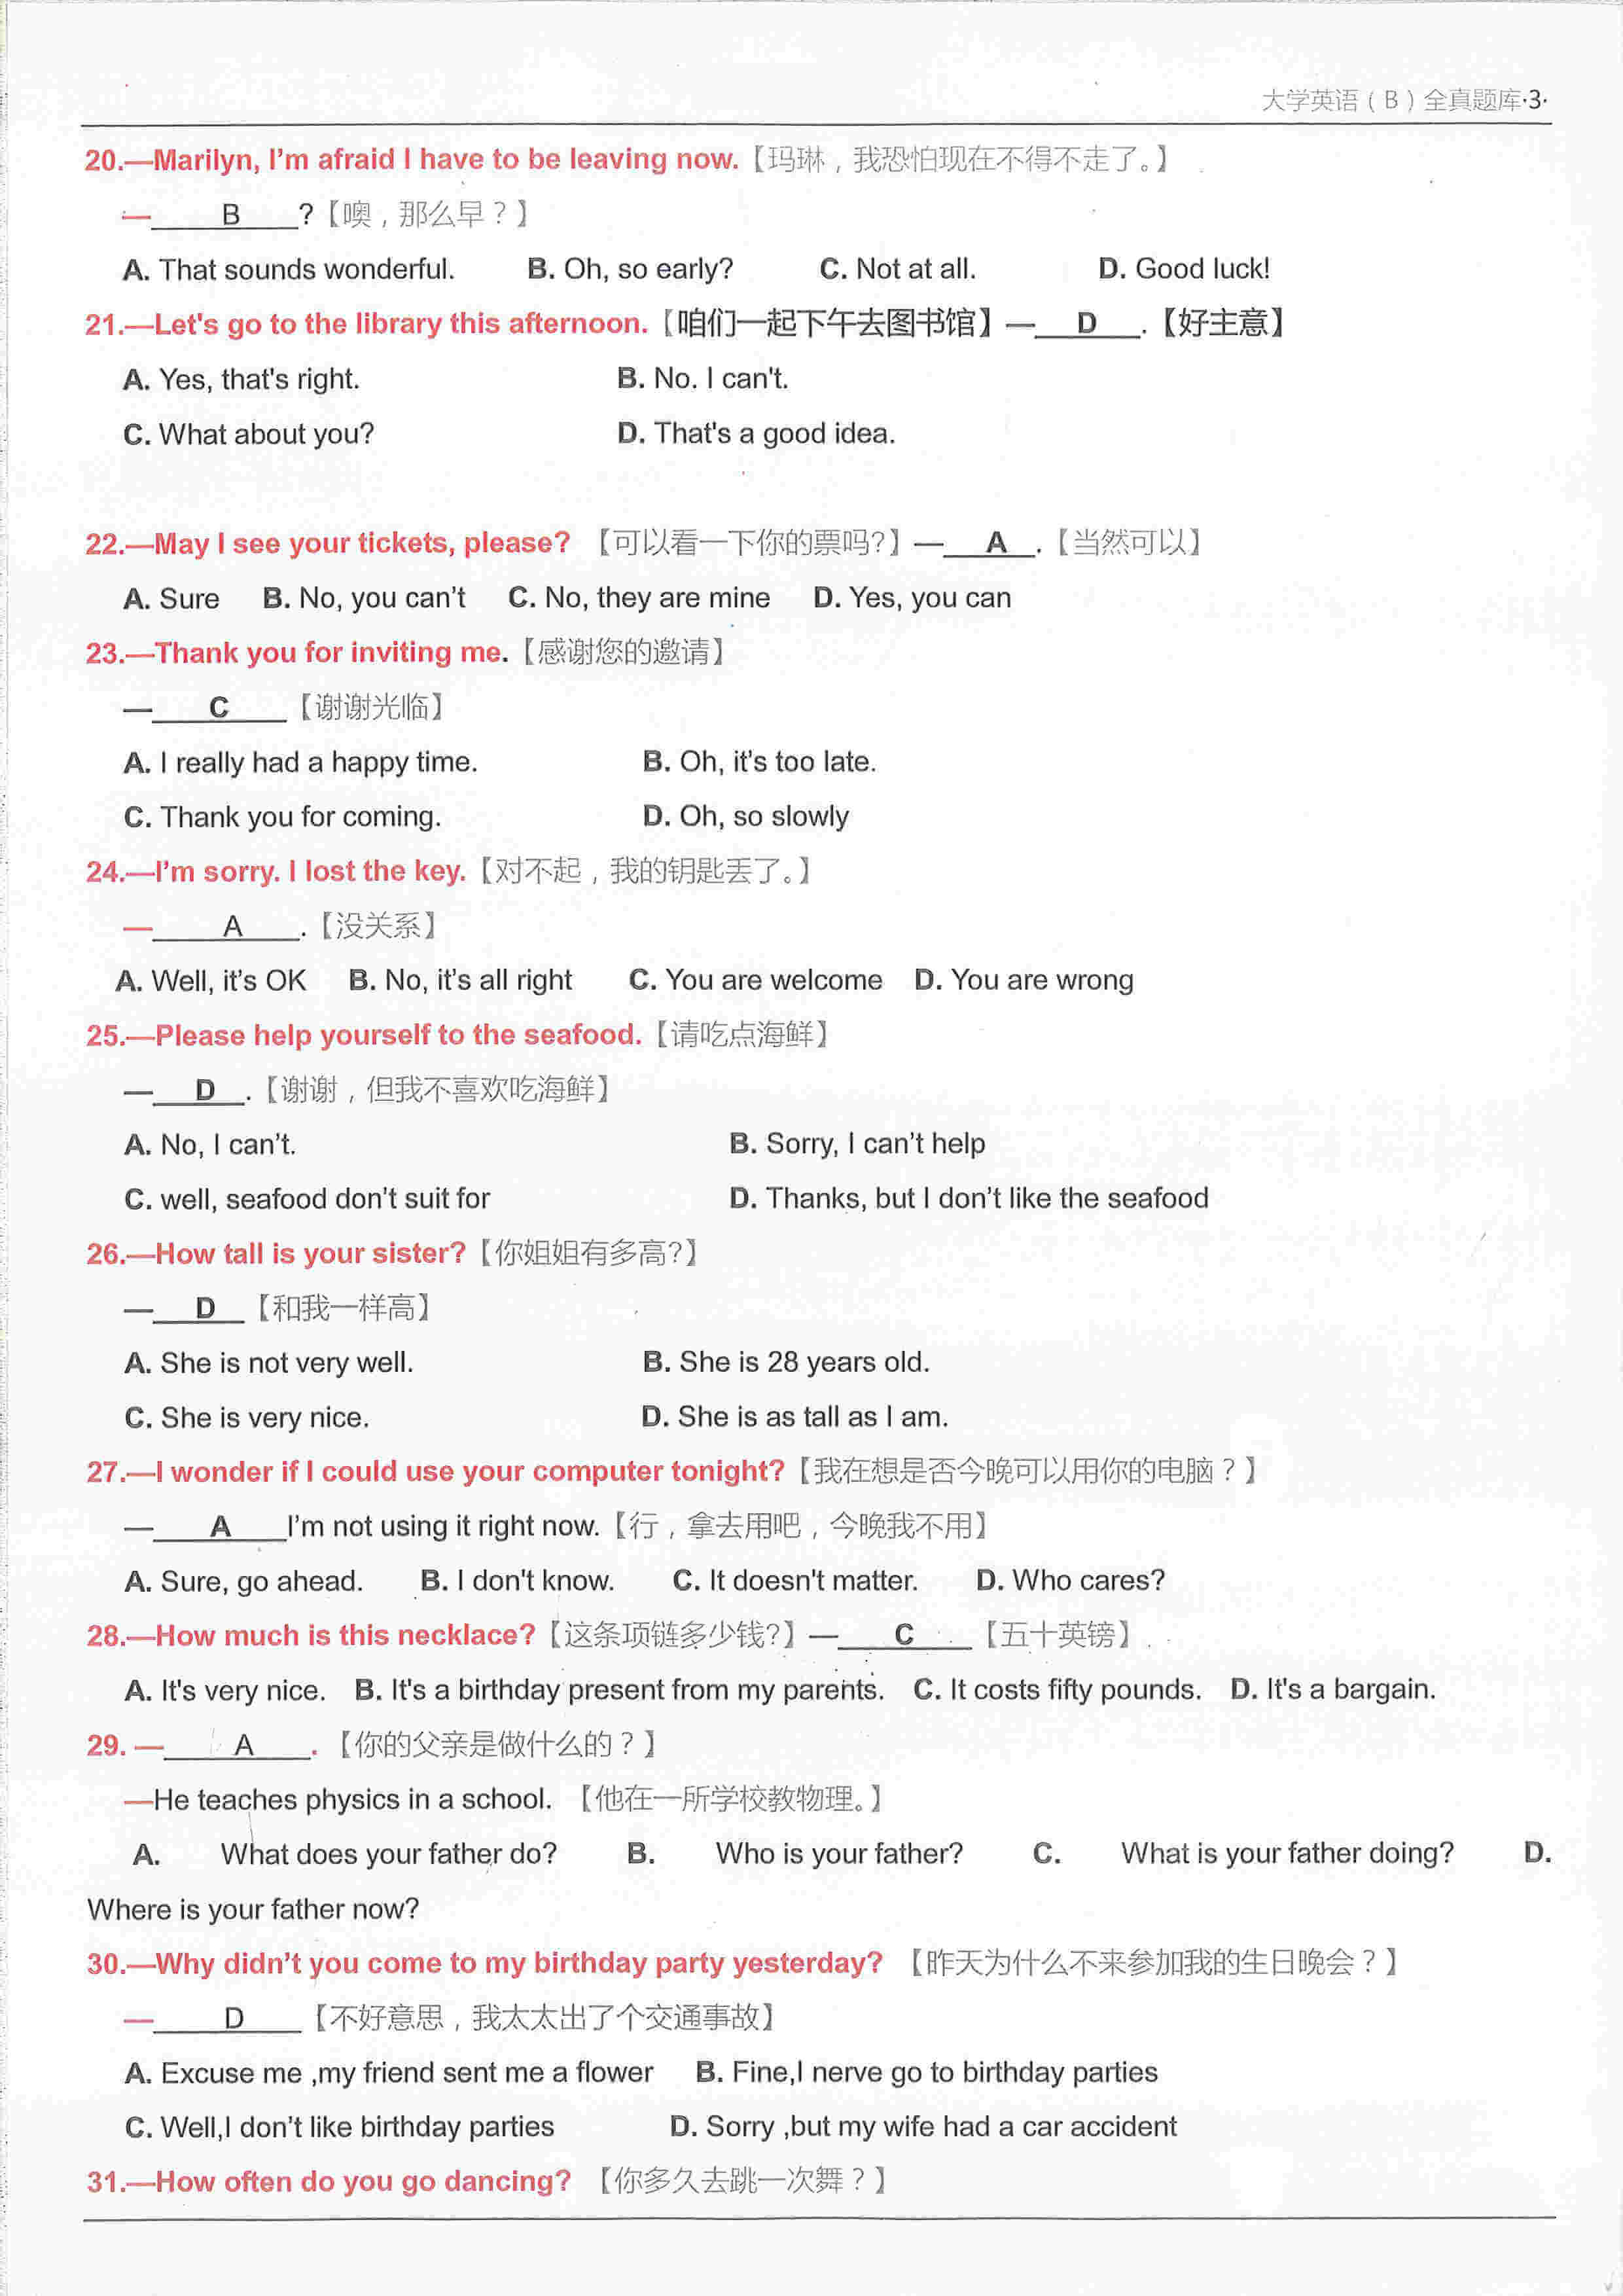 大学英语（B）全真题库·3·
20.—Marilyn, I'm afraid I have to be leaving now.【玛琳，我恐怕现在不得不走了。】
—____B____?【噢，那么早？】
A. That sounds wonderful. B. Oh, so early? C. Not at all. D. Good luck!
21.—Let's go to the library this afternoon.【咱们一起下午去图书馆】—___D___.【好主意】
A. Yes, that's right. B. No. I can't.
C. What about you? D. That's a good idea.
22.—May I see your tickets, please? 【可以看一下你的票吗?】—___A___.【当然可以】
A. Sure B. No, you can't C. No, they are mine D. Yes, you can
23.—Thank you for inviting me.【感谢您的邀请】
—____C____【谢谢光临】
A. I really had a happy time. B. Oh, it's too late.
C. Thank you for coming. D. Oh, so slowly
24.—I'm sorry. I lost the key.【对不起，我的钥匙丢了。】
—____A____.【没关系】
A. Well, it's OK B. No, it's all right C. You are welcome D. You are wrong
25.—Please help yourself to the seafood.【请吃点海鲜】
—___D___.【谢谢，但我不喜欢吃海鲜】
A. No, I can't. B. Sorry, I can't help
C. well, seafood don't suit for D. Thanks, but I don't like the seafood
26.—How tall is your sister?【你姐姐有多高?】
—___D___【和我一样高】
A. She is not very well. B. She is 28 years old.
C. She is very nice. D. She is as tall as I am.
27.—I wonder if I could use your computer tonight?【我在想是否今晚可以用你的电脑？】
—____A____I'm not using it right now.【行，拿去用吧，今晚我不用】
A. Sure, go ahead. B. I don't know. C. It doesn't matter. D. Who cares?
28.—How much is this necklace?【这条项链多少钱?】—____C____【五十英镑】
A. It's very nice. B. It's a birthday present from my parents. C. It costs fifty pounds. D. It's a bargain.
29. —____A____.【你的父亲是做什么的？】
—He teaches physics in a school. 【他在一所学校教物理。】
A. What does your father do? B. Who is your father? C. What is your father doing? D.
Where is your father now?
30.—Why didn't you come to my birthday party yesterday? 【昨天为什么不来参加我的生日晚会？】
—____D____【不好意思，我太太出了个交通事故】
A. Excuse me ,my friend sent me a flower B. Fine,I nerve go to birthday parties
C. Well,I don't like birthday parties D. Sorry ,but my wife had a car accident
31.—How often do you go dancing? 【你多久去跳一次舞？】